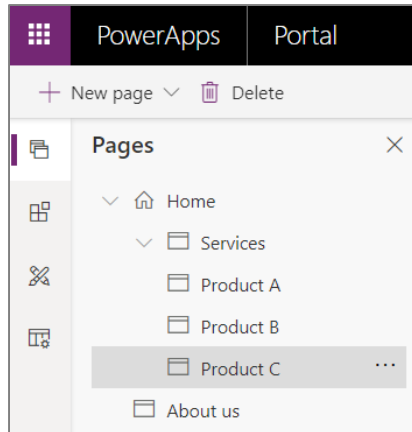 PowerApps Portal
New page Delete
Pages
Home
Services
Product A
Product B
Product C
About us